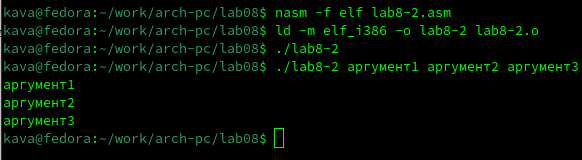 kava@fedora:~/work/arch-pc/lab08$ nasm -f elf lab8-2.asm
kava@fedora:~/work/arch-pc/lab08$ ld -m elf_i386 -o lab8-2 lab8-2.o
kava@fedora:~/work/arch-pc/lab08$ ./lab8-2
kava@fedora:~/work/arch-pc/lab08$ ./lab8-2 аргумент1 аргумент2 аргумент3
аргумент1
аргумент2
аргумент3
kava@fedora:~/work/arch-pc/lab08$